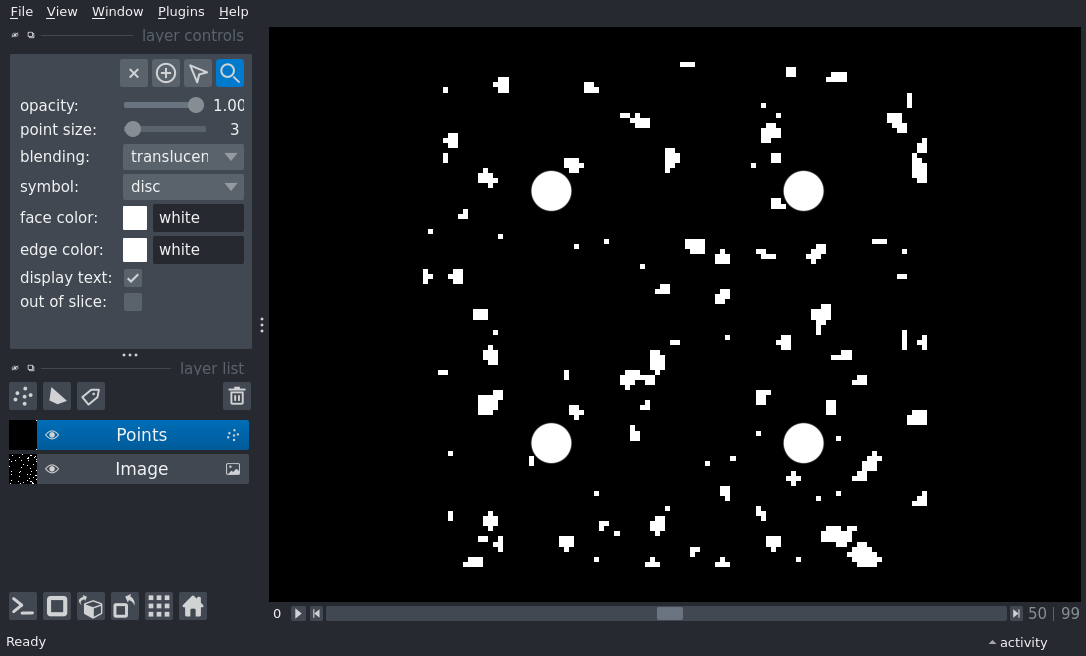 File View Window Plugins Help
layer controls
opacity: 1.00
point size: 3
blending: translucen
symbol: disc
face color: white
edge color: white
display text:
out of slice:
layer list
Points
Image
0 50 | 99
Ready activity